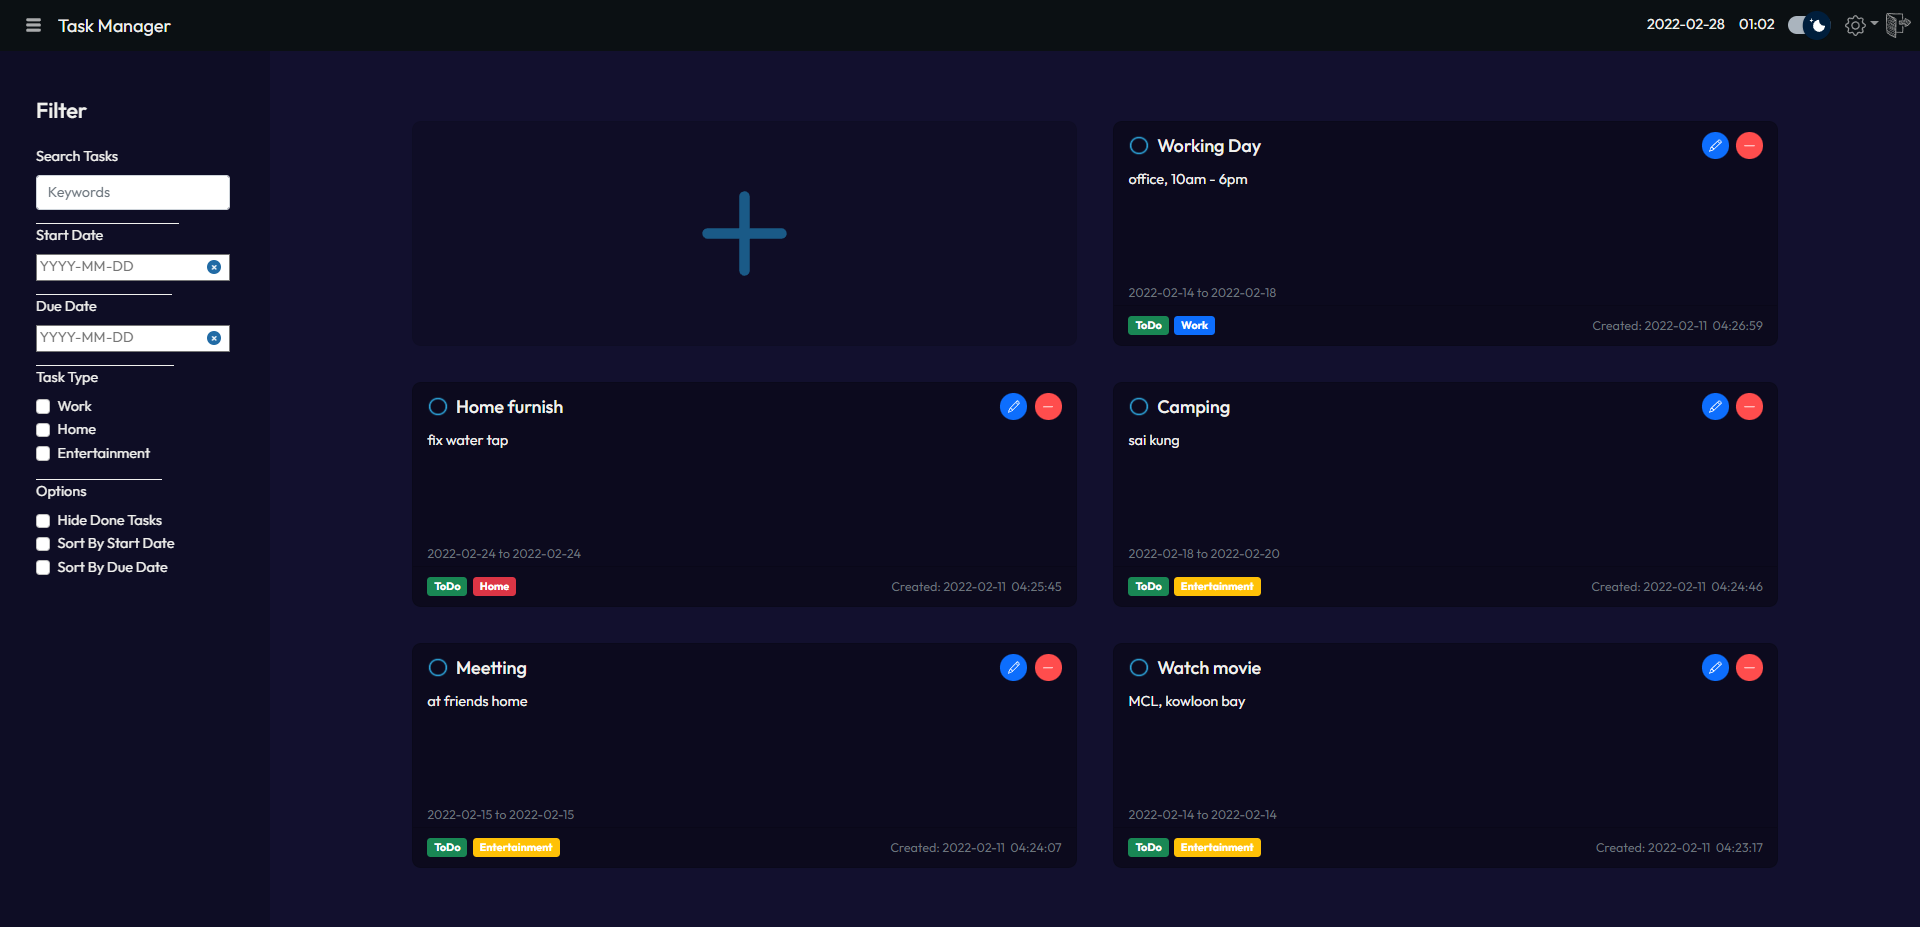 Task Manager
2022-02-28 01:02
Filter
Search Tasks
Keywords
Start Date
YYYY-MM-DD
Due Date
YYYY-MM-DD
Task Type
Work
Home
Entertainment
Options
Hide Done Tasks
Sort By Start Date
Sort By Due Date
Working Day
office, 10am - 6pm
2022-02-14 to 2022-02-18
ToDo Work Created: 2022-02-11 04:26:59
Home furnish
fix water tap
2022-02-24 to 2022-02-24
ToDo Home Created: 2022-02-11 04:25:45
Camping
sai kung
2022-02-18 to 2022-02-20
ToDo Entertainment Created: 2022-02-11 04:24:46
Meetting
at friends home
2022-02-15 to 2022-02-15
ToDo Entertainment Created: 2022-02-11 04:24:07
Watch movie
MCL, kowloon bay
2022-02-14 to 2022-02-14
ToDo Entertainment Created: 2022-02-11 04:23:17